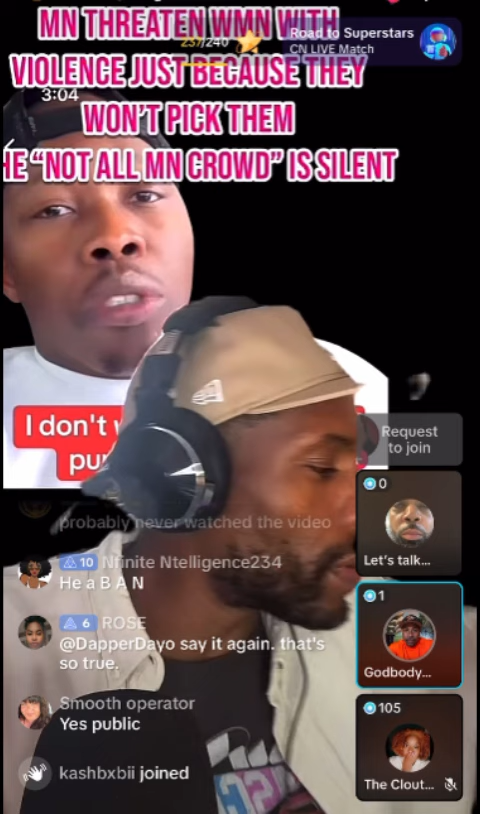 MN THREATEN WMN WITH
237/240
Road to Superstars
CN LIVE Match
VIOLENCE JUST BECAUSE THEY
3:04
WON'T PICK THEM
HE “NOT ALL MN CROWD” IS SILENT
I don't
pu
Request
to join
0
Let's talk...
probably never watched the video
10 Ntinite Ntelligence234
He a B A N
6 ROSE
@DapperDayo say it again. that's
so true.
1
Godbody...
Smooth operator
Yes public
105
The Clout...
kashbxbii joined